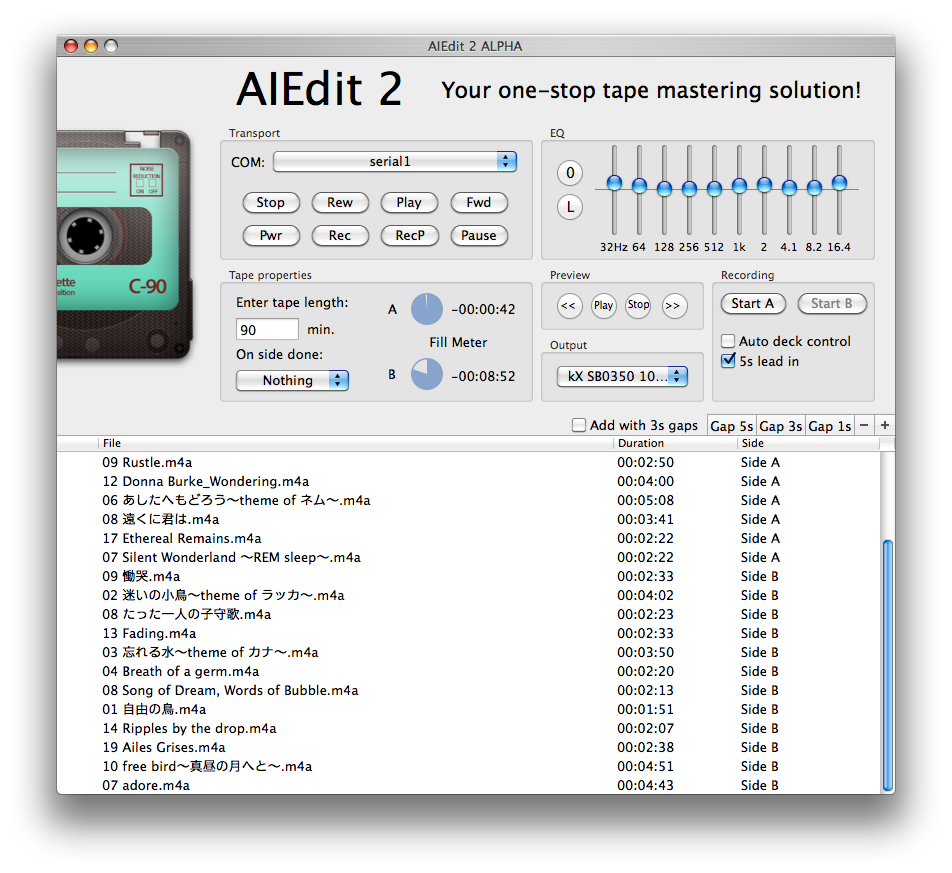 AIEdit 2 ALPHA
AIEdit 2
Your one-stop tape mastering solution!
Transport
COM: serial1
Stop Rew Play Fwd
Pwr Rec RecP Pause
EQ
0
L
32Hz 64 128 256 512 1k 2 4.1 8.2 16.4
NOISE
REDUCTION
ON OFF
C-90
Tape properties
Enter tape length:
90 min.
On side done:
Nothing
A -00:00:42
Fill Meter
B -00:08:52
Preview
<< Play Stop >>
Output
kX SB0350 10...
Recording
Start A Start B
Auto deck control
5s lead in
Add with 3s gaps Gap 5s Gap 3s Gap 1s − +
File Duration Side
09 Rustle.m4a 00:02:50 Side A
12 Donna Burke_Wondering.m4a 00:04:00 Side A
06 あしたへもどろう〜theme of ネム〜.m4a 00:05:08 Side A
08 遠くに君は.m4a 00:03:41 Side A
17 Ethereal Remains.m4a 00:02:22 Side A
07 Silent Wonderland 〜REM sleep〜.m4a 00:02:22 Side A
09 慟哭.m4a 00:02:33 Side B
02 迷いの小鳥〜theme of ラッカ〜.m4a 00:04:02 Side B
08 たった一人の子守歌.m4a 00:02:23 Side B
13 Fading.m4a 00:02:33 Side B
03 忘れる水〜theme of カナ〜.m4a 00:03:50 Side B
04 Breath of a germ.m4a 00:02:20 Side B
08 Song of Dream, Words of Bubble.m4a 00:02:13 Side B
01 自由の鳥.m4a 00:01:51 Side B
14 Ripples by the drop.m4a 00:02:07 Side B
19 Ailes Grises.m4a 00:02:38 Side B
10 free bird〜真昼の月へと〜.m4a 00:04:51 Side B
07 adore.m4a 00:04:43 Side B